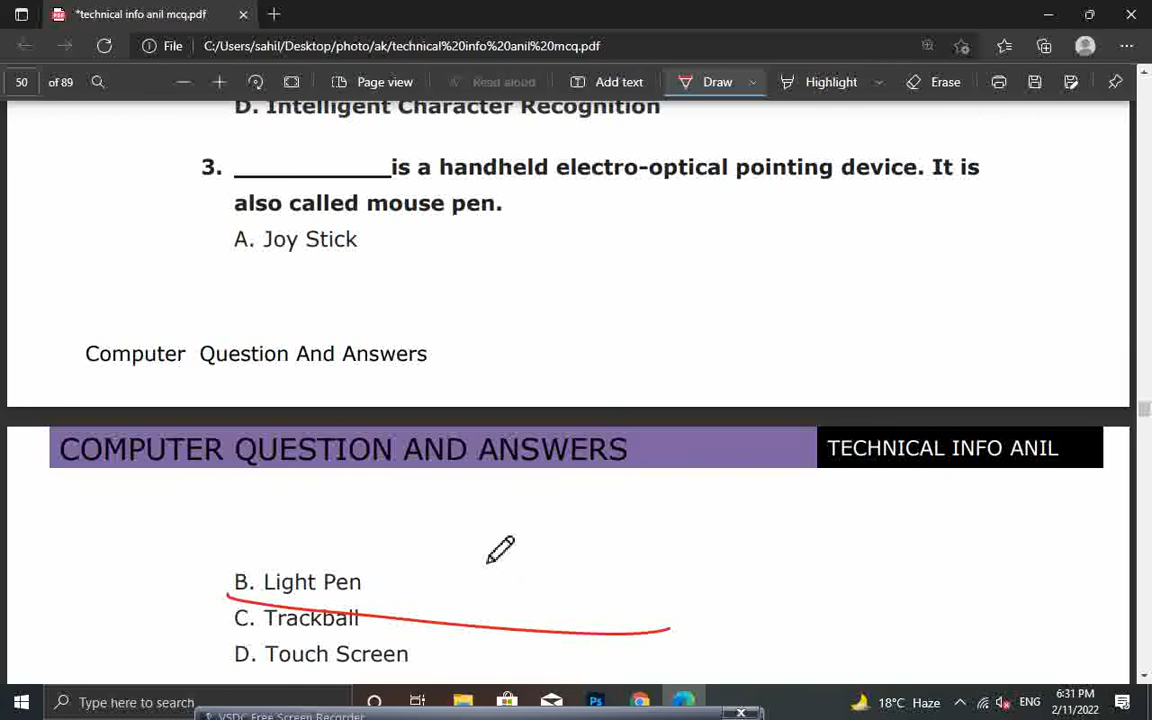 *technical info anil mcq.pdf
File C:/Users/sahil/Desktop/photo/ak/technical%20info%20anil%20mcq.pdf
50 of 89 Page view Read aloud Add text Draw Highlight Erase
D. Intelligent Character Recognition
3. ___________is a handheld electro-optical pointing device. It is
also called mouse pen.
A. Joy Stick
Computer Question And Answers
COMPUTER QUESTION AND ANSWERS TECHNICAL INFO ANIL
B. Light Pen
C. Trackball
D. Touch Screen
Type here to search 18°C Haze ENG 6:31 PM
2/11/2022
VSDC Free Screen Recorder